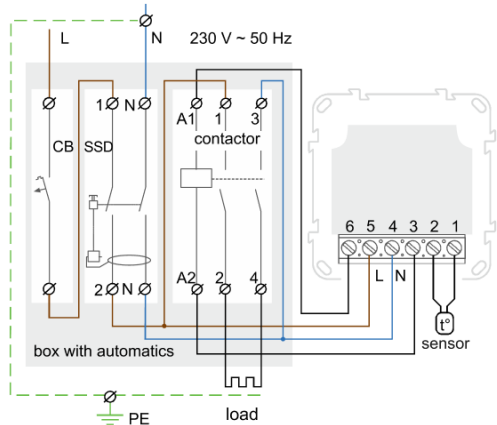 L N 230 V ~ 50 Hz
1 N A1 1 3
CB SSD contactor
6 5 4 3 2 1
L N
A2 2 4
2 N
t°
sensor
box with automatics
load
PE